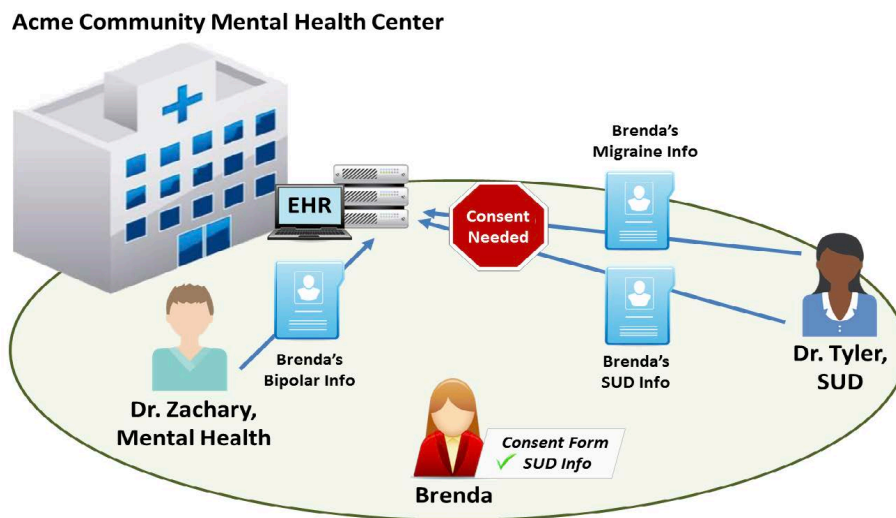 Acme Community Mental Health Center
Brenda's
Migraine Info
EHR
Consent
Needed
Brenda's
Bipolar Info
Brenda's
SUD Info
Dr. Tyler,
SUD
Dr. Zachary,
Mental Health
Consent Form
SUD Info
Brenda